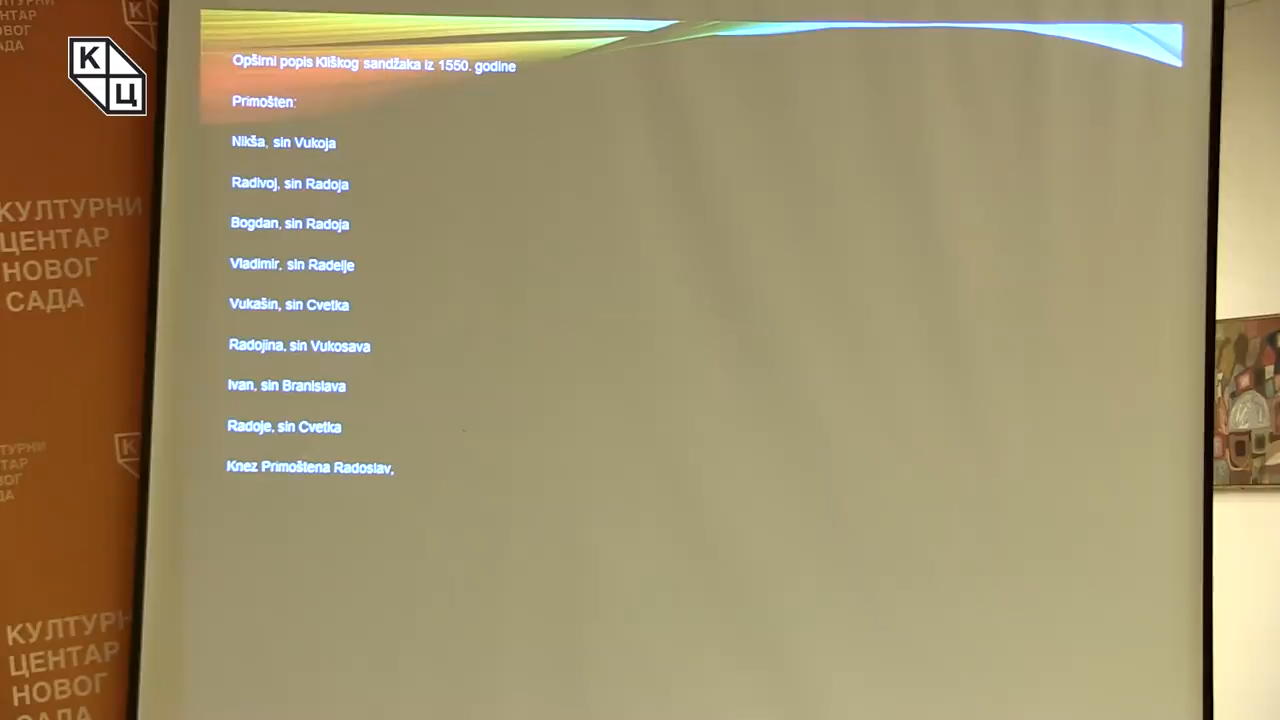 К
Ц
КУЛТУРНИ
ЦЕНТАР
НОВОГ
САДА
Opširni popis Kliškog sandžaka iz 1550. godine
Primošten:
Nikša, sin Vukoja
Radivoj, sin Radoja
Bogdan, sin Radoja
Vladimir, sin Radelje
Vukašin, sin Cvetka
Radojina, sin Vukosava
Ivan, sin Branislava
Radoje, sin Cvetka
Knez Primoštena Radoslav,
КУЛТУРН
ЦЕНТАР
НОВОГ
САДА